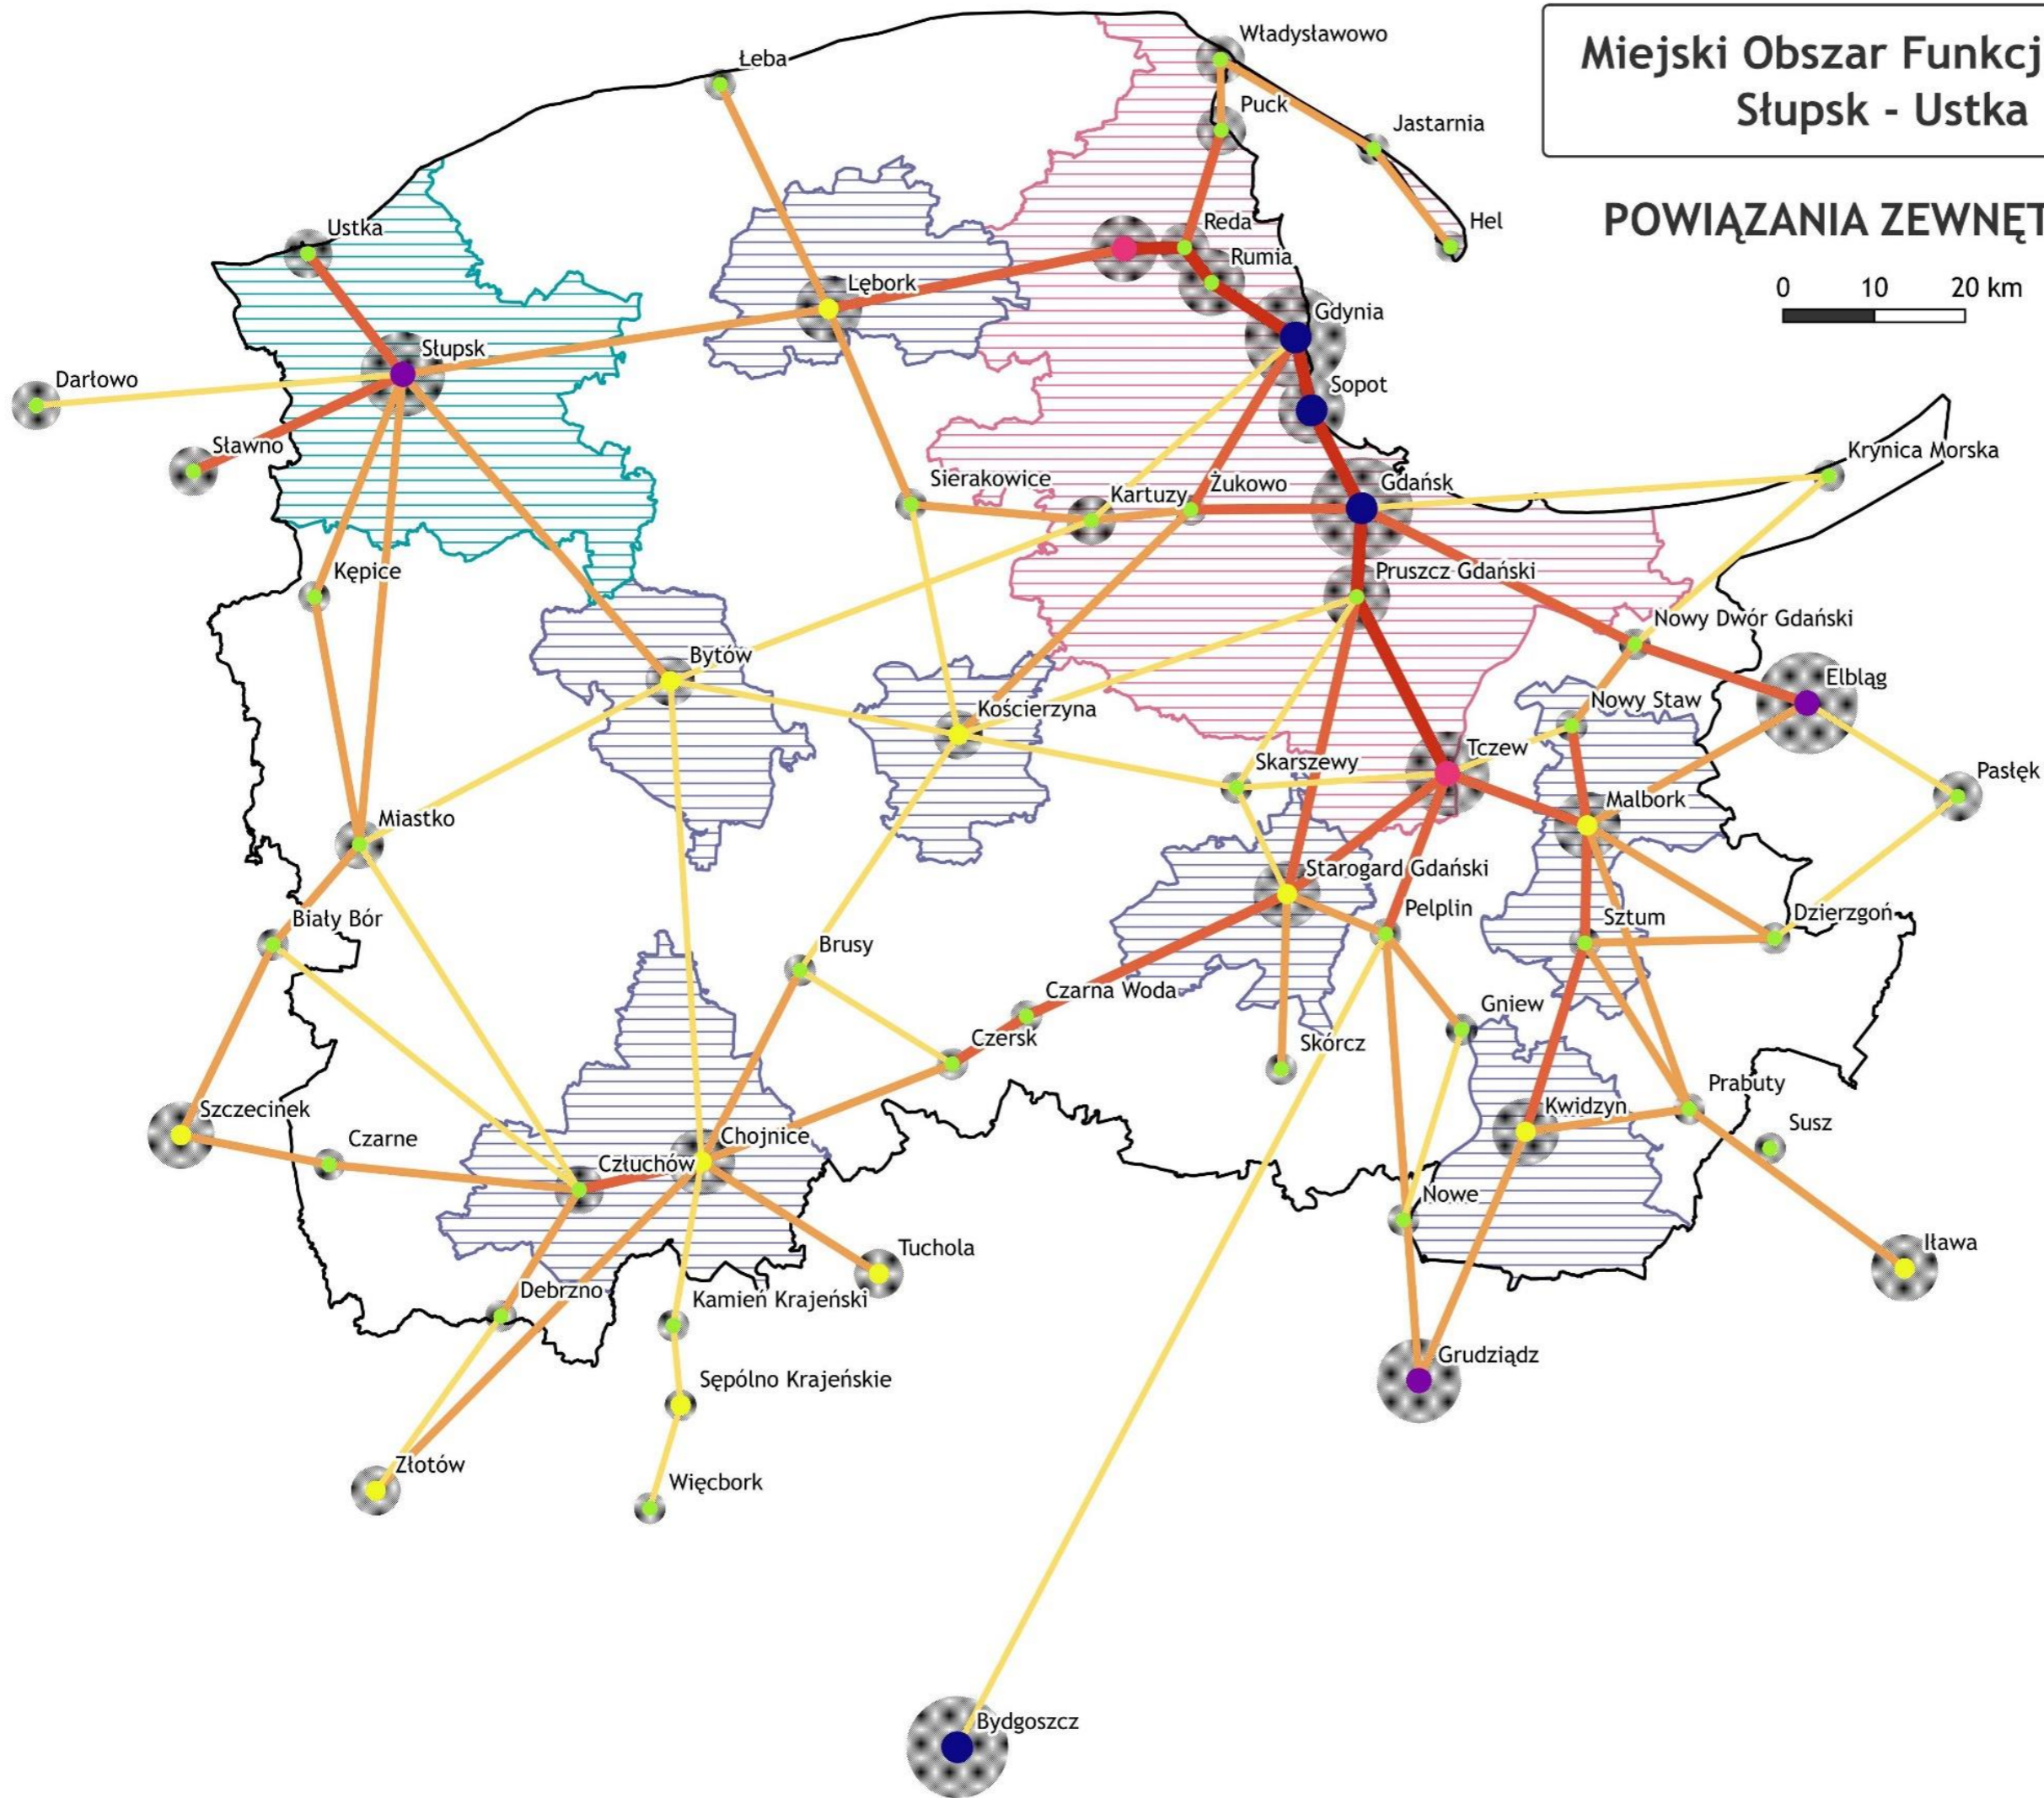 Miejski Obszar Funkcj
Słupsk - Ustka
POWIĄZANIA ZEWNĘT
0 10 20 km
Władysławowo
Łeba
Puck
Jastarnia
Hel
Reda
Ustka
Rumia
Lębork
Gdynia
Słupsk
Darłowo
Sopot
Sławno
Krynica Morska
Sierakowice
Kartuzy
Żukowo
Gdańsk
Kępice
Pruszcz Gdański
Nowy Dwór Gdański
Bytów
Elbląg
Nowy Staw
Kościerzyna
Tczew
Skarszewy
Pasłęk
Malbork
Miastko
Starogard Gdański
Pelplin
Biały Bór
Sztum
Dzierzgoń
Brusy
Czarna Woda
Gniew
Czersk
Skórcz
Prabuty
Szczecinek
Kwidzyn
Susz
Czarne
Chojnice
Człuchów
Nowe
Tuchola
Iława
Debrzno
Kamień Krajeński
Grudziądz
Sępólno Krajeńskie
Złotów
Więcbork
Bydgoszcz